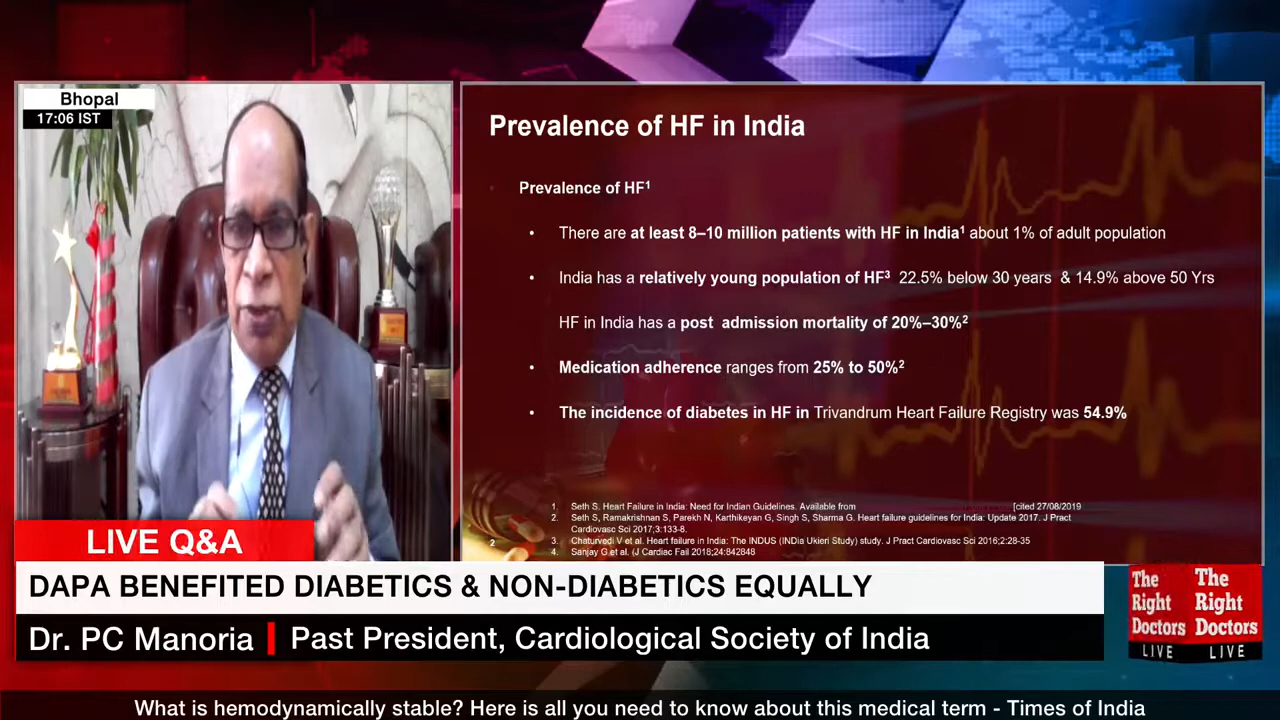 Bhopal
17:06 IST
Prevalence of HF in India
Prevalence of HF¹
• There are at least 8–10 million patients with HF in India¹ about 1% of adult population
• India has a relatively young population of HF³ 22.5% below 30 years & 14.9% above 50 Yrs
HF in India has a post admission mortality of 20%–30%²
• Medication adherence ranges from 25% to 50%²
• The incidence of diabetes in HF in Trivandrum Heart Failure Registry was 54.9%
1. Seth S. Heart Failure in India: Need for Indian Guidelines. Available from [cited 27/08/2019
2. Seth S, Ramakrishnan S, Parekh N, Karthikeyan G, Singh S, Sharma G. Heart failure guidelines for India: Update 2017. J Pract
Cardiovasc Sci 2017;3:133-8.
3. Chaturvedi V et al. Heart failure in India: The INDUS (INDia Ukieri Study) study. J Pract Cardiovasc Sci 2016;2:28-35
4. Sanjay G et al. (J Cardiac Fail 2018;24:842848
2
LIVE Q&A
DAPA BENEFITED DIABETICS & NON-DIABETICS EQUALLY
Dr. PC Manoria | Past President, Cardiological Society of India
The Right Doctors LIVE
The Right Doctors LIVE
What is hemodynamically stable? Here is all you need to know about this medical term - Times of India